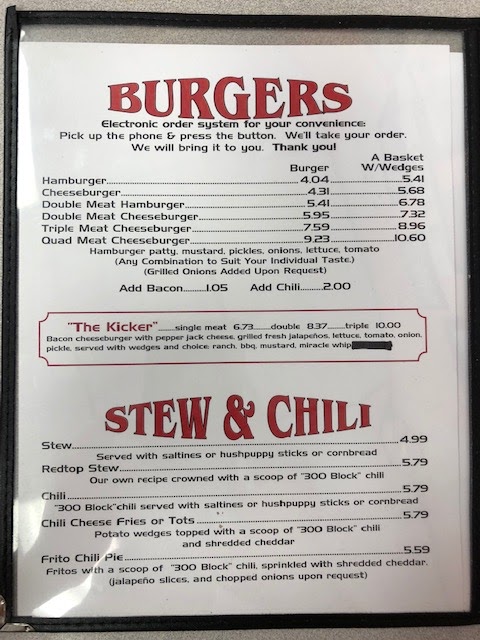 BURGERS
Electronic order system for your convenience:
Pick up the phone & press the button. We'll take your order.
We will bring it to you. Thank you!
A Basket
Burger W/Wedges
Hamburger 4.04 5.41
Cheeseburger 4.31 5.68
Double Meat Hamburger 5.41 6.78
Double Meat Cheeseburger 5.95 7.32
Triple Meat Cheeseburger 7.59 8.96
Quad Meat Cheeseburger 9.23 10.60
Hamburger patty, mustard, pickles, onions, lettuce, tomato
(Any Combination to Suit Your Individual Taste.)
(Grilled Onions Added Upon Request)
Add Bacon........1.05 Add Chili........2.00
"The Kicker"......single meat 6.73......double 8.37......triple 10.00
Bacon cheeseburger with pepper jack cheese, grilled fresh jalapeños, lettuce, tomato, onion,
pickle, served with wedges and choice: ranch, bbq, mustard, miracle whip
STEW & CHILI
Stew 4.99
Served with saltines or hushpuppy sticks or cornbread
Redtop Stew 5.79
Our own recipe crowned with a scoop of "300 Block" chili
Chili 5.79
"300 Block"chili served with saltines or hushpuppy sticks or cornbread
Chili Cheese Fries or Tots 5.79
Potato wedges topped with a scoop of "300 Block" chili
and shredded cheddar
Frito Chili Pie 5.59
Fritos with a scoop of "300 Block" chili, sprinkled with shredded cheddar.
(jalapeño slices, and chopped onions upon request)